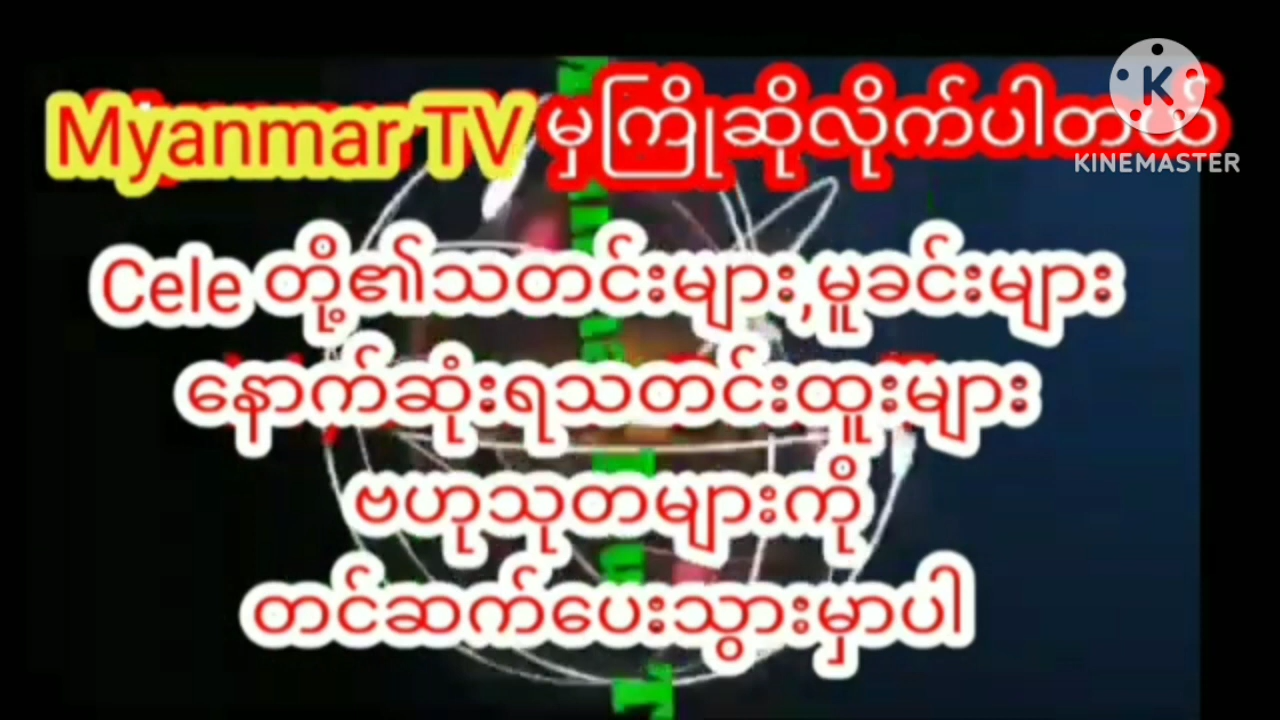 Myanmar TV မှကြိုဆိုလိုက်ပါတယ်
KINEMASTER
Cele တို့၏သတင်းများ,မူခင်းများ
နောက်ဆုံးရသတင်းထူးများ
ဗဟုသုတများကို
တင်ဆက်ပေးသွားမှာပါ